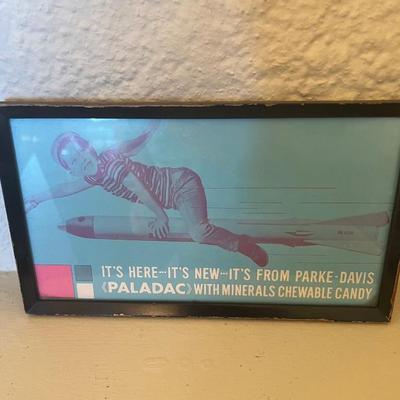 IT'S HERE---IT'S NEW---IT'S FROM PARKE-DAVIS
《PALADAC》 WITH MINERALS CHEWABLE CANDY